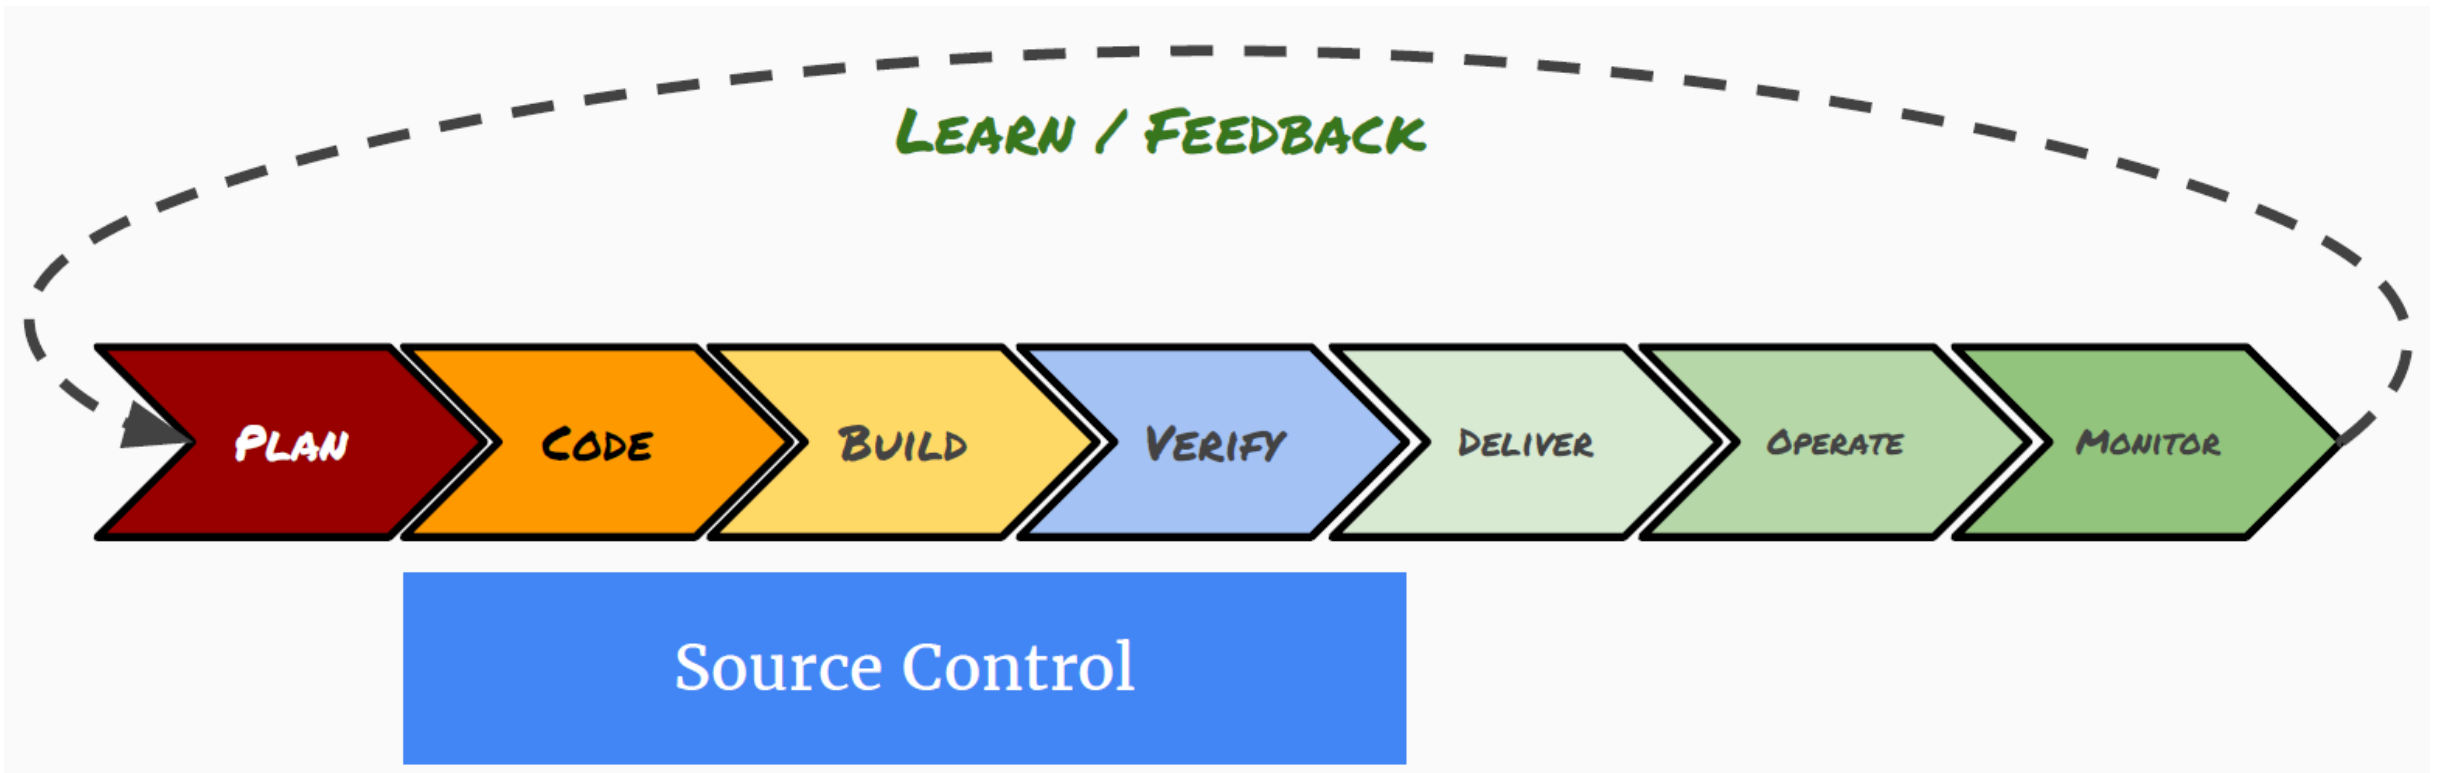 Learn / Feedback
Plan
Code
Build
Verify
Deliver
Operate
Monitor
Source Control